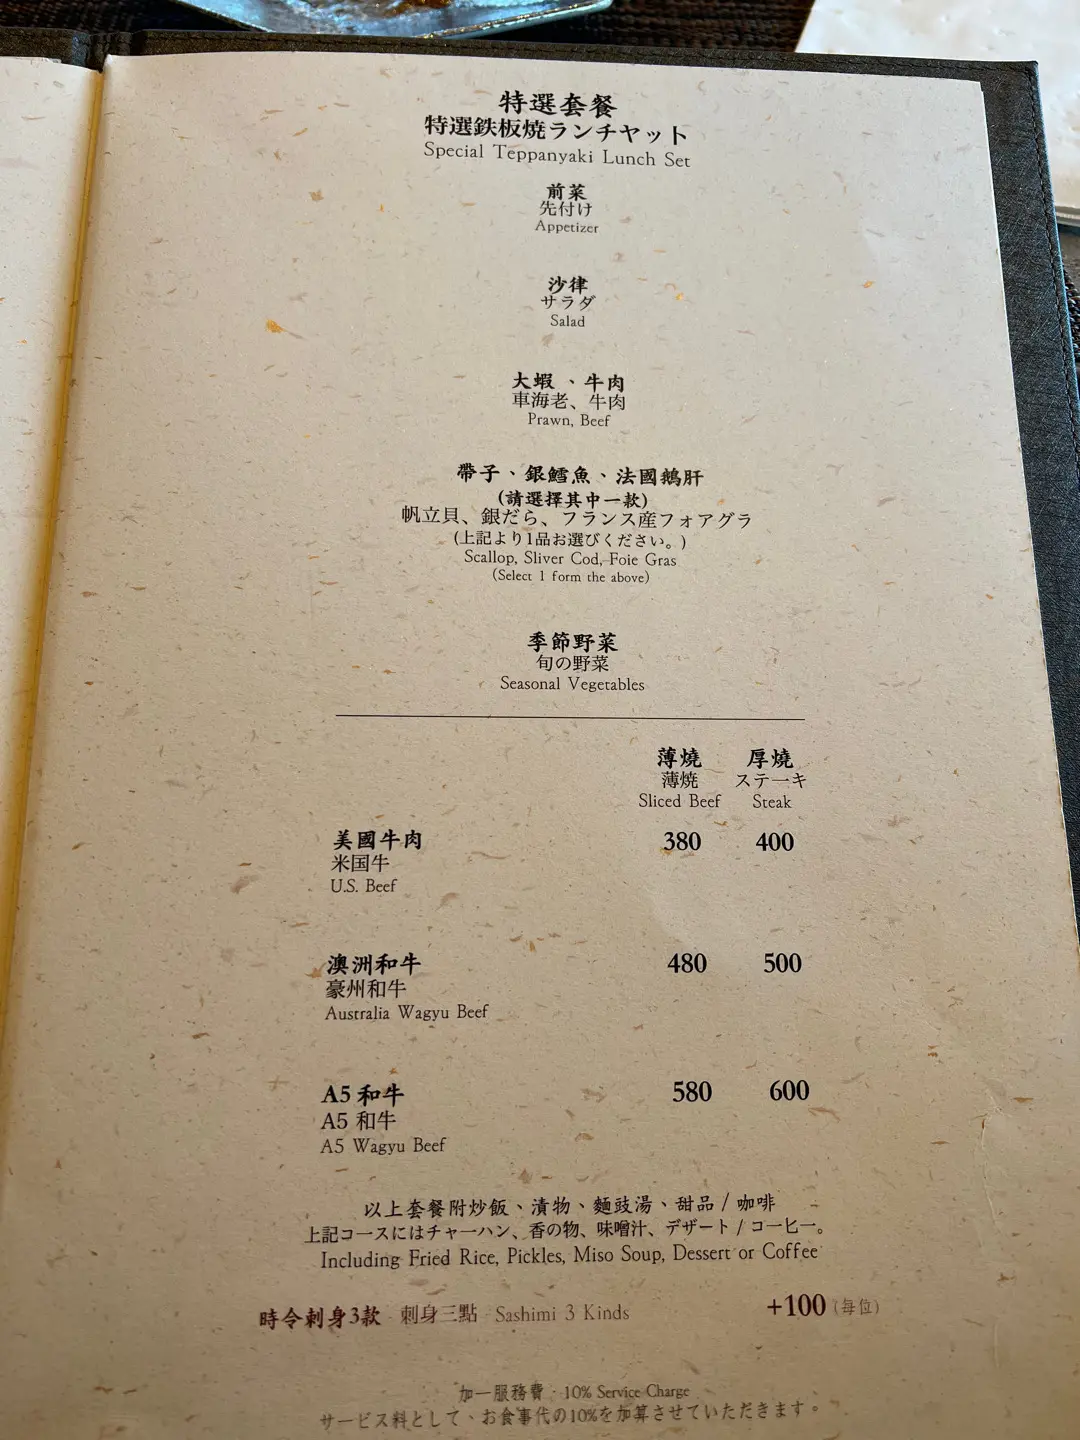 特選套餐
特選鉄板焼ランチヤット
Special Teppanyaki Lunch Set
前菜
先付け
Appetizer
沙律
サラダ
Salad
大蝦、牛肉
車海老、牛肉
Prawn, Beef
帶子、銀鱈魚、法國鵝肝
(請選擇其中一款)
帆立貝、銀だら、フランス産フォアグラ
(上記より1品お選びください。)
Scallop, Sliver Cod, Foie Gras
(Select 1 form the above)
季節野菜
旬の野菜
Seasonal Vegetables
薄燒 厚燒
薄焼 ステーキ
Sliced Beef Steak
美國牛肉 380 400
米国牛
U.S. Beef
澳洲和牛 480 500
豪州和牛
Australia Wagyu Beef
A5 和牛 580 600
A5 和牛
A5 Wagyu Beef
以上套餐附炒飯、漬物、麵豉湯、甜品 / 咖啡
上記コースにはチャーハン、香の物、味噌汁、デザート / コーヒー。
Including Fried Rice, Pickles, Miso Soup, Dessert or Coffee
時令刺身3款 刺身三點 Sashimi 3 Kinds +100 (每位)
加一服務費 · 10% Service Charge
サービス料として、お食事代の10%を加算させていただきます。